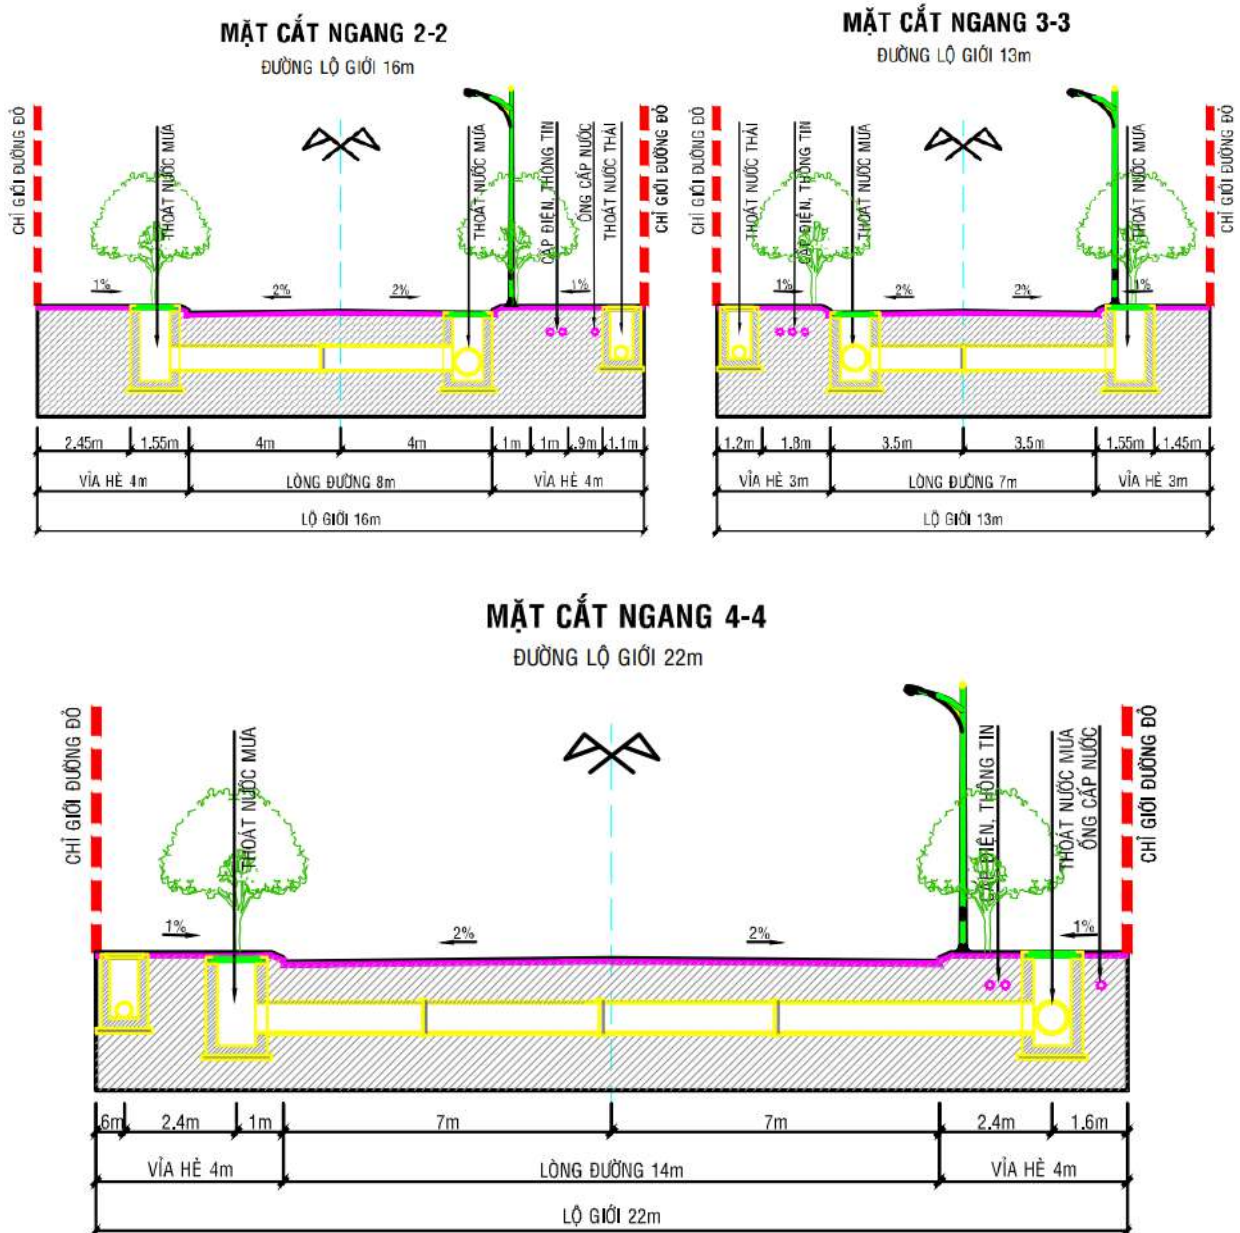 MẶT CẮT NGANG 2-2
ĐƯỜNG LỘ GIỚI 16m
CHỈ GIỚI ĐƯỜNG ĐỎ
THOÁT NƯỚC MƯA
THOÁT NƯỚC MƯA
CẤP ĐIỆN, THÔNG TIN
ỐNG CẤP NƯỚC
THOÁT NƯỚC THẢI
CHỈ GIỚI ĐƯỜNG ĐỎ
1% 2% 2% 1%
2.45m 1.55m 4m 4m 1m 1m .9m 1.1m
VỈA HÈ 4m LÒNG ĐƯỜNG 8m VỈA HÈ 4m
LỘ GIỚI 16m
MẶT CẮT NGANG 3-3
ĐƯỜNG LỘ GIỚI 13m
CHỈ GIỚI ĐƯỜNG ĐỎ
THOÁT NƯỚC THẢI
CẤP ĐIỆN, THÔNG TIN
THOÁT NƯỚC MƯA
THOÁT NƯỚC MƯA
CHỈ GIỚI ĐƯỜNG ĐỎ
1% 2% 2% 1%
1.2m 1.8m 3.5m 3.5m 1.55m 1.45m
VỈA HÈ 3m LÒNG ĐƯỜNG 7m VỈA HÈ 3m
LỘ GIỚI 13m
MẶT CẮT NGANG 4-4
ĐƯỜNG LỘ GIỚI 22m
CHỈ GIỚI ĐƯỜNG ĐỎ
THOÁT NƯỚC MƯA
CẤP ĐIỆN, THÔNG TIN
THOÁT NƯỚC MƯA
ỐNG CẤP NƯỚC
CHỈ GIỚI ĐƯỜNG ĐỎ
1% 2% 2% 1%
.6m 2.4m 1m 7m 7m 2.4m 1.6m
VỈA HÈ 4m LÒNG ĐƯỜNG 14m VỈA HÈ 4m
LỘ GIỚI 22m